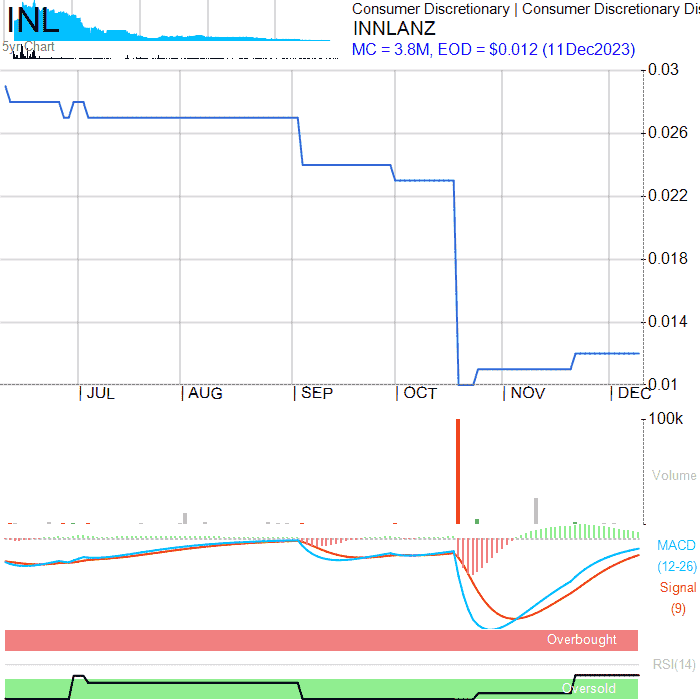 INL
5yr Chart
Consumer Discretionary | Consumer Discretionary Dis
INNLANZ
MC = 3.8M, EOD = $0.012 (11Dec2023)
0.03
0.026
0.022
0.018
0.014
0.01
JUL
AUG
SEP
OCT
NOV
DEC
100k
Volume
MACD
(12-26)
Signal
(9)
Overbought
RSI(14)
Oversold